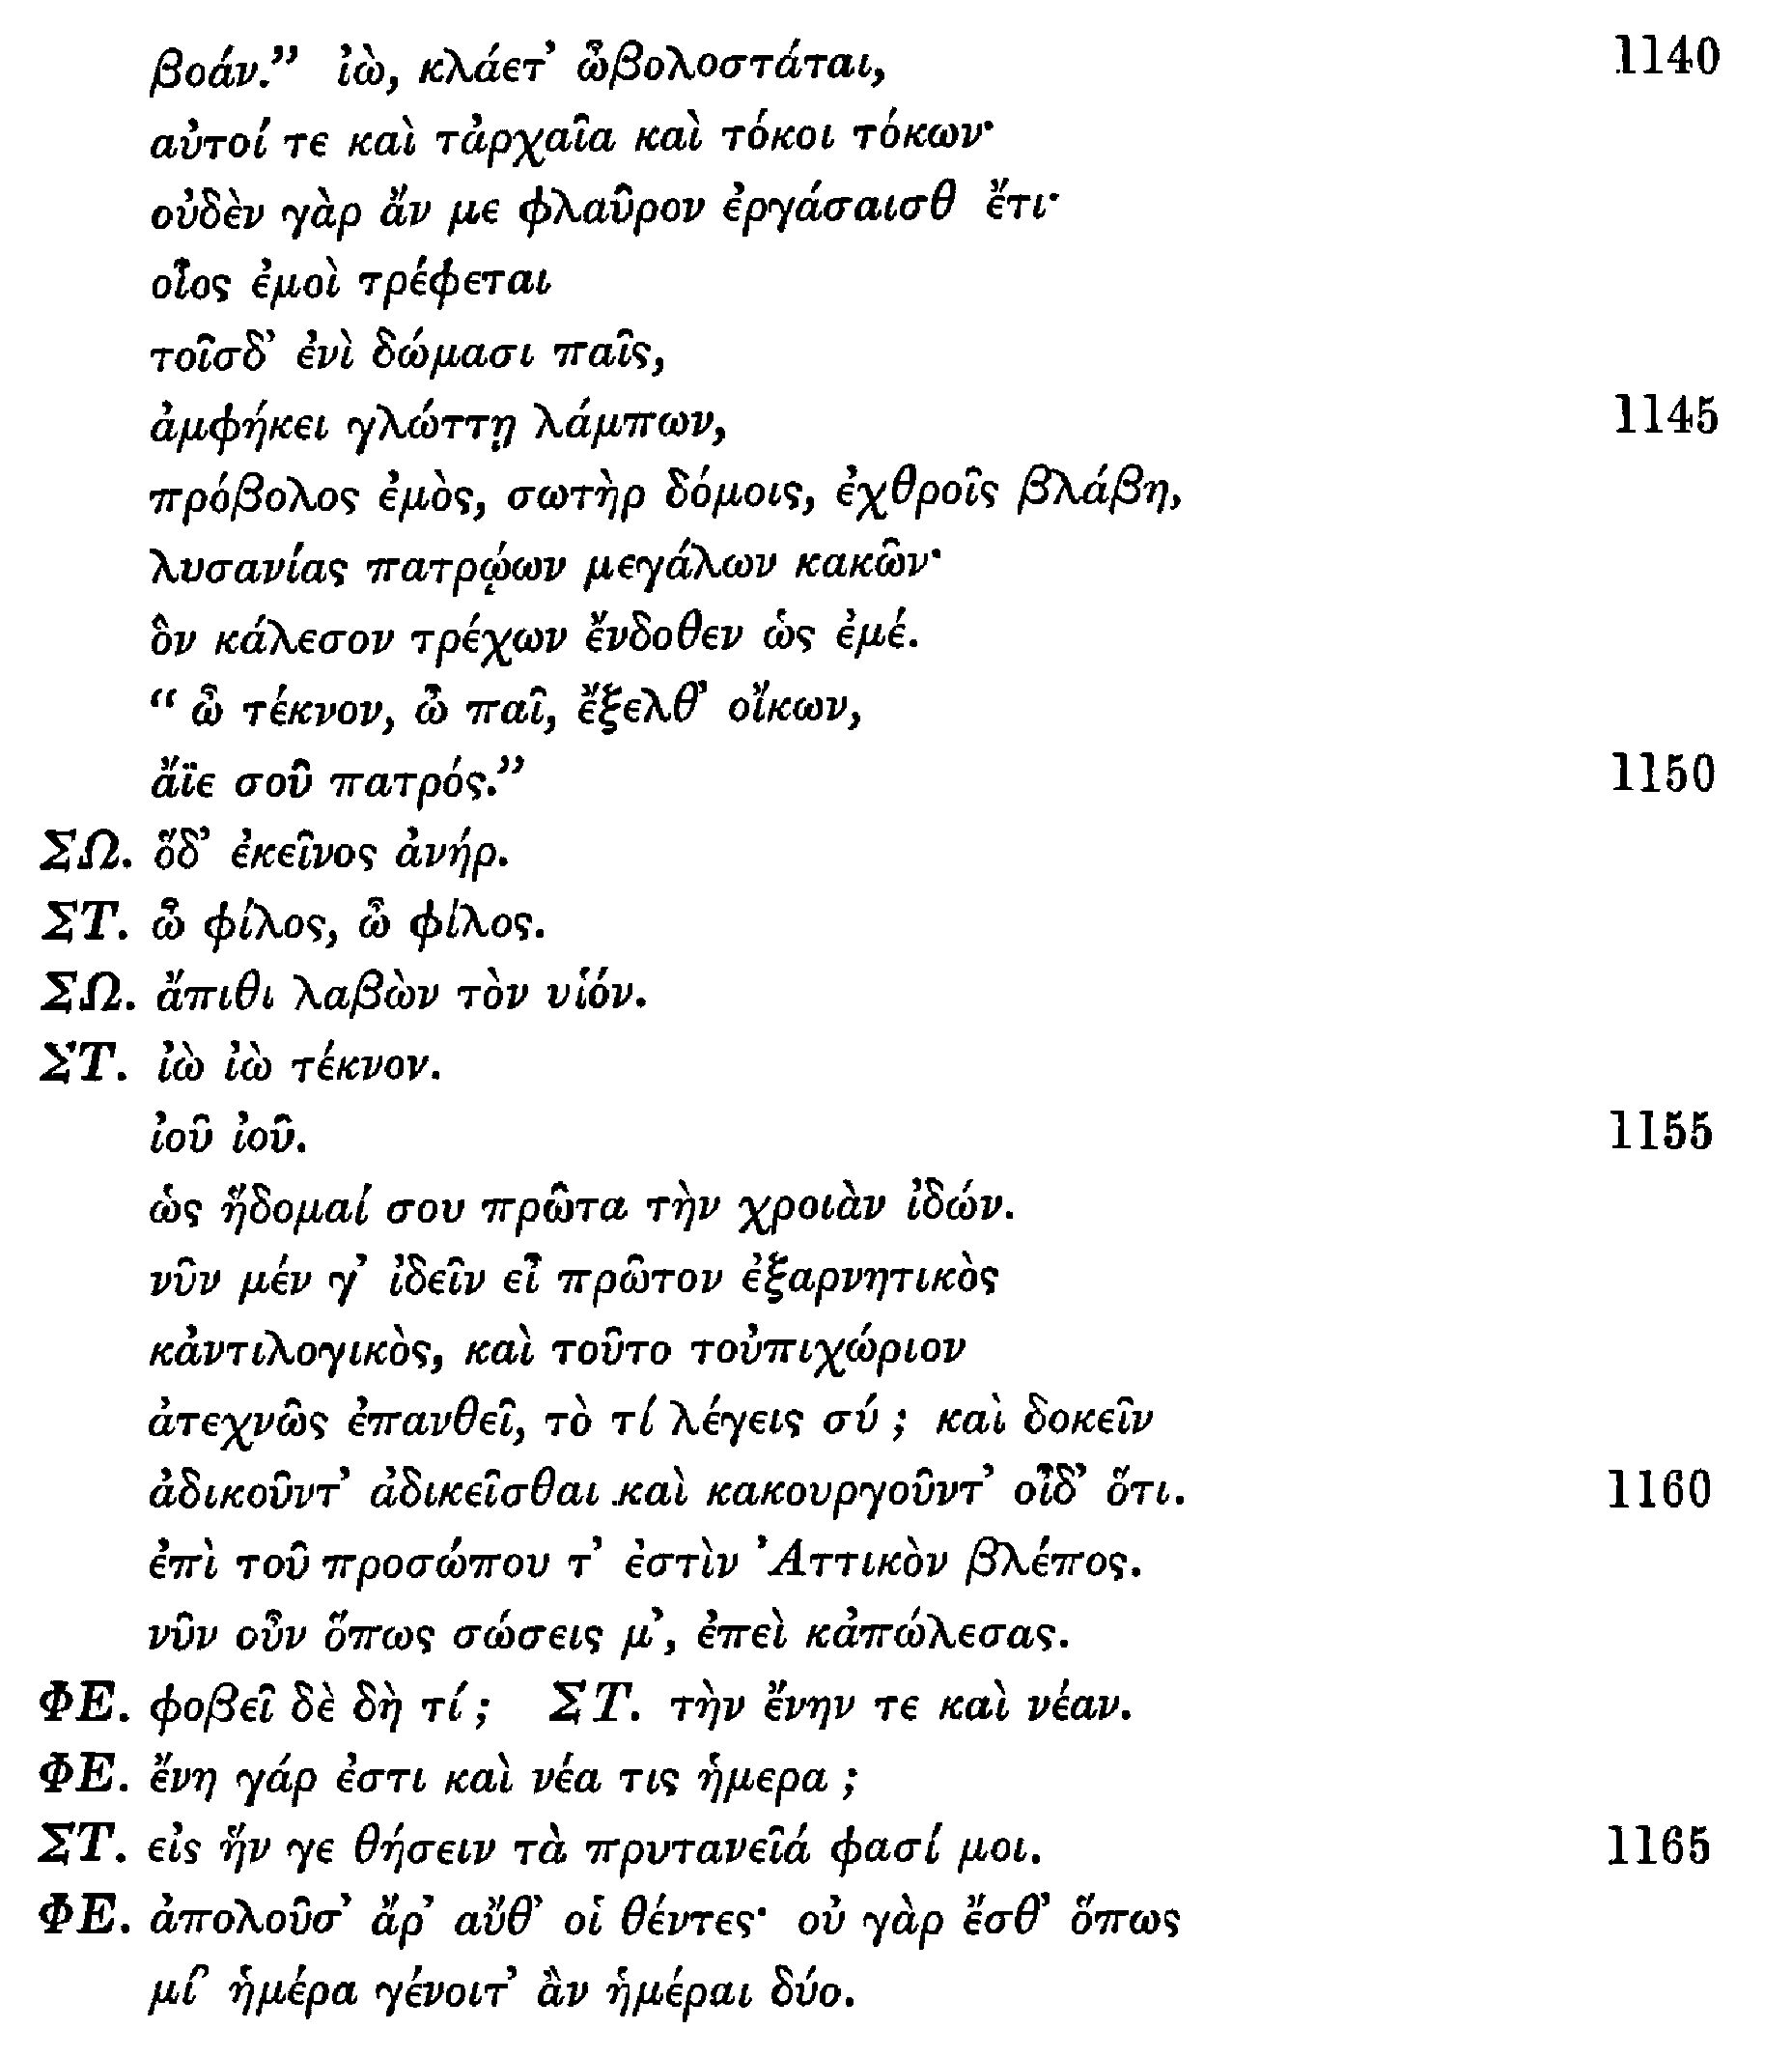 βοάν.” ἰὼ, κλάετ’ ὦβολοστάται, 1140
αὐτοί τε καὶ τἀρχαῖα καὶ τόκοι τόκων·
οὐδὲν γὰρ ἄν με φλαῦρον ἐργάσαισθ ἔτι·
οἷος ἐμοὶ τρέφεται
τοῖσδ’ ἐνὶ δώμασι παῖς,
ἀμφήκει γλώττῃ λάμπων, 1145
πρόβολος ἐμὸς, σωτὴρ δόμοις, ἐχθροῖς βλάβη,
λυσανίας πατρῴων μεγάλων κακῶν·
ὃν κάλεσον τρέχων ἔνδοθεν ὡς ἐμέ.
“ ὦ τέκνον, ὦ παῖ, ἔξελθ’ οἴκων,
ἄϊε σοῦ πατρός.” 1150
ΣΩ. ὅδ’ ἐκεῖνος ἀνήρ.
ΣΤ. ὦ φίλος, ὦ φίλος.
ΣΩ. ἄπιθι λαβὼν τὸν υἱόν.
ΣΤ. ἰὼ ἰὼ τέκνον.
ἰοῦ ἰοῦ. 1155
ὡς ἥδομαί σου πρῶτα τὴν χροιὰν ἰδών.
νῦν μέν γ’ ἰδεῖν εἶ πρῶτον ἐξαρνητικὸς
κἀντιλογικὸς, καὶ τοῦτο τοὐπιχώριον
ἀτεχνῶς ἐπανθεῖ, τὸ τί λέγεις σύ ; καὶ δοκεῖν
ἀδικοῦντ’ ἀδικεῖσθαι καὶ κακουργοῦντ’ οἶδ’ ὅτι. 1160
ἐπὶ τοῦ προσώπου τ’ ἐστὶν Ἀττικὸν βλέπος.
νῦν οὖν ὅπως σώσεις μ’, ἐπεὶ κἀπώλεσας.
ΦΕ. φοβεῖ δὲ δὴ τί ; ΣΤ. τὴν ἕνην τε καὶ νέαν.
ΦΕ. ἕνη γάρ ἐστι καὶ νέα τις ἡμερα ;
ΣΤ. εἰς ἥν γε θήσειν τὰ πρυτανεῖά φασί μοι. 1165
ΦΕ. ἀπολοῦσ’ ἄρ’ αὔθ’ οἱ θέντες· οὐ γὰρ ἔσθ’ ὅπως
μί’ ἡμέρα γένοιτ’ ἂν ἡμέραι δύο.